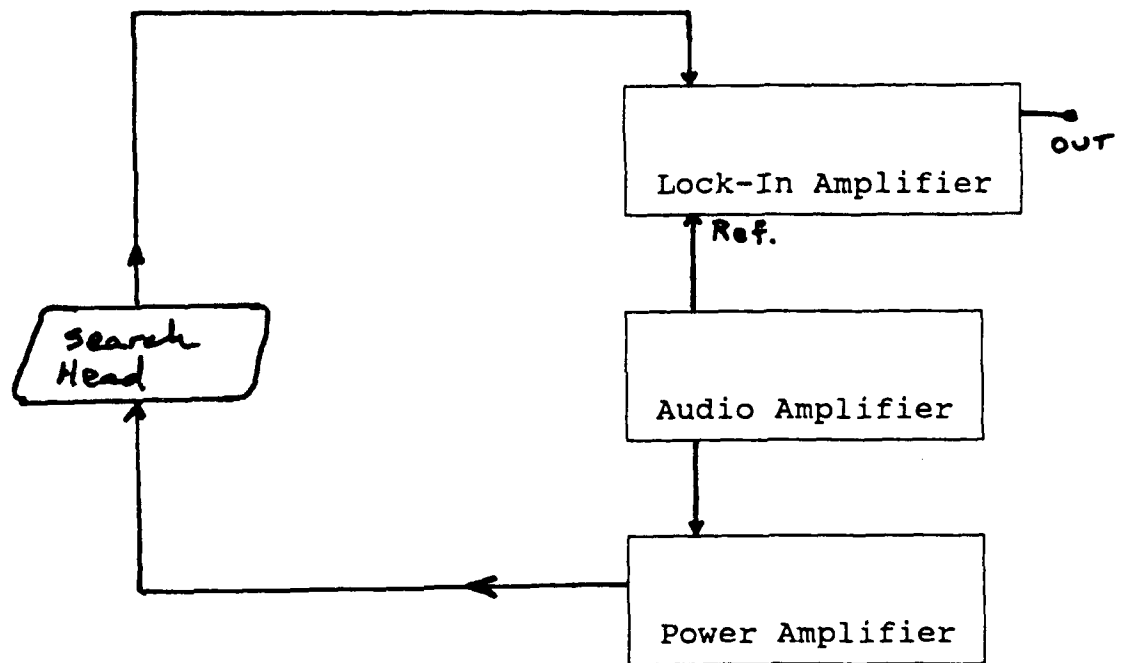 Lock-In Amplifier
OUT
Ref.
Search
Head
Audio Amplifier
Power Amplifier